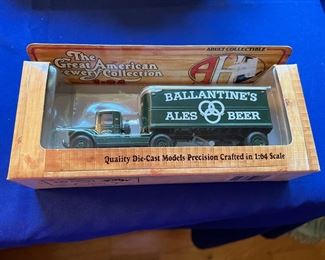 ADULT COLLECTIBLE
The
Great American
ewery Collection
BALLANTINE'S
ALES BEER
Quality Die-Cast Models Precision Crafted in 1:64 Scale